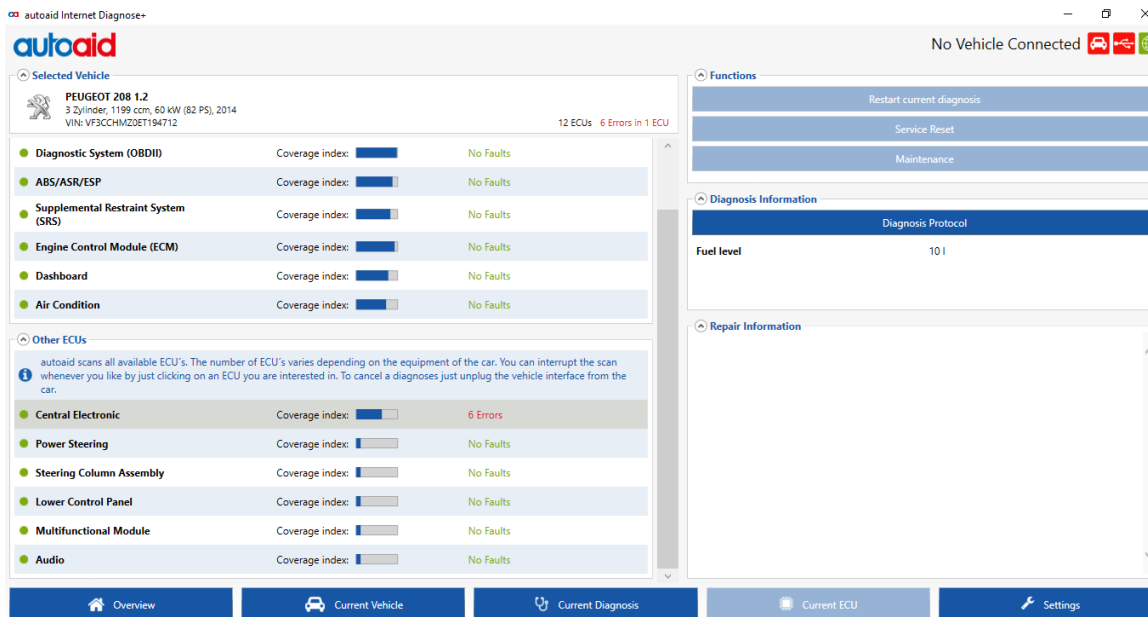 autoaid Internet Diagnose+
autoaid
No Vehicle Connected
Selected Vehicle
PEUGEOT 208 1.2
3 Zylinder, 1199 ccm, 60 kW (82 PS), 2014
VIN: VF3CCHMZ0ET194712
12 ECUs 6 Errors in 1 ECU
Diagnostic System (OBDII) Coverage index: No Faults
ABS/ASR/ESP Coverage index: No Faults
Supplemental Restraint System
(SRS) Coverage index: No Faults
Engine Control Module (ECM) Coverage index: No Faults
Dashboard Coverage index: No Faults
Air Condition Coverage index: No Faults
Other ECUs
autoaid scans all available ECU´s. The number of ECU´s varies depending on the equipment of the car. You can interrupt the scan
whenever you like by just clicking on an ECU you are interested in. To cancel a diagnoses just unplug the vehicle interface from the
car.
Central Electronic Coverage index: 6 Errors
Power Steering Coverage index: No Faults
Steering Column Assembly Coverage index: No Faults
Lower Control Panel Coverage index: No Faults
Multifunctional Module Coverage index: No Faults
Audio Coverage index: No Faults
Functions
Restart current diagnosis
Service Reset
Maintenance
Diagnosis Information
Diagnosis Protocol
Fuel level 10 l
Repair Information
Overview
Current Vehicle
Current Diagnosis
Current ECU
Settings